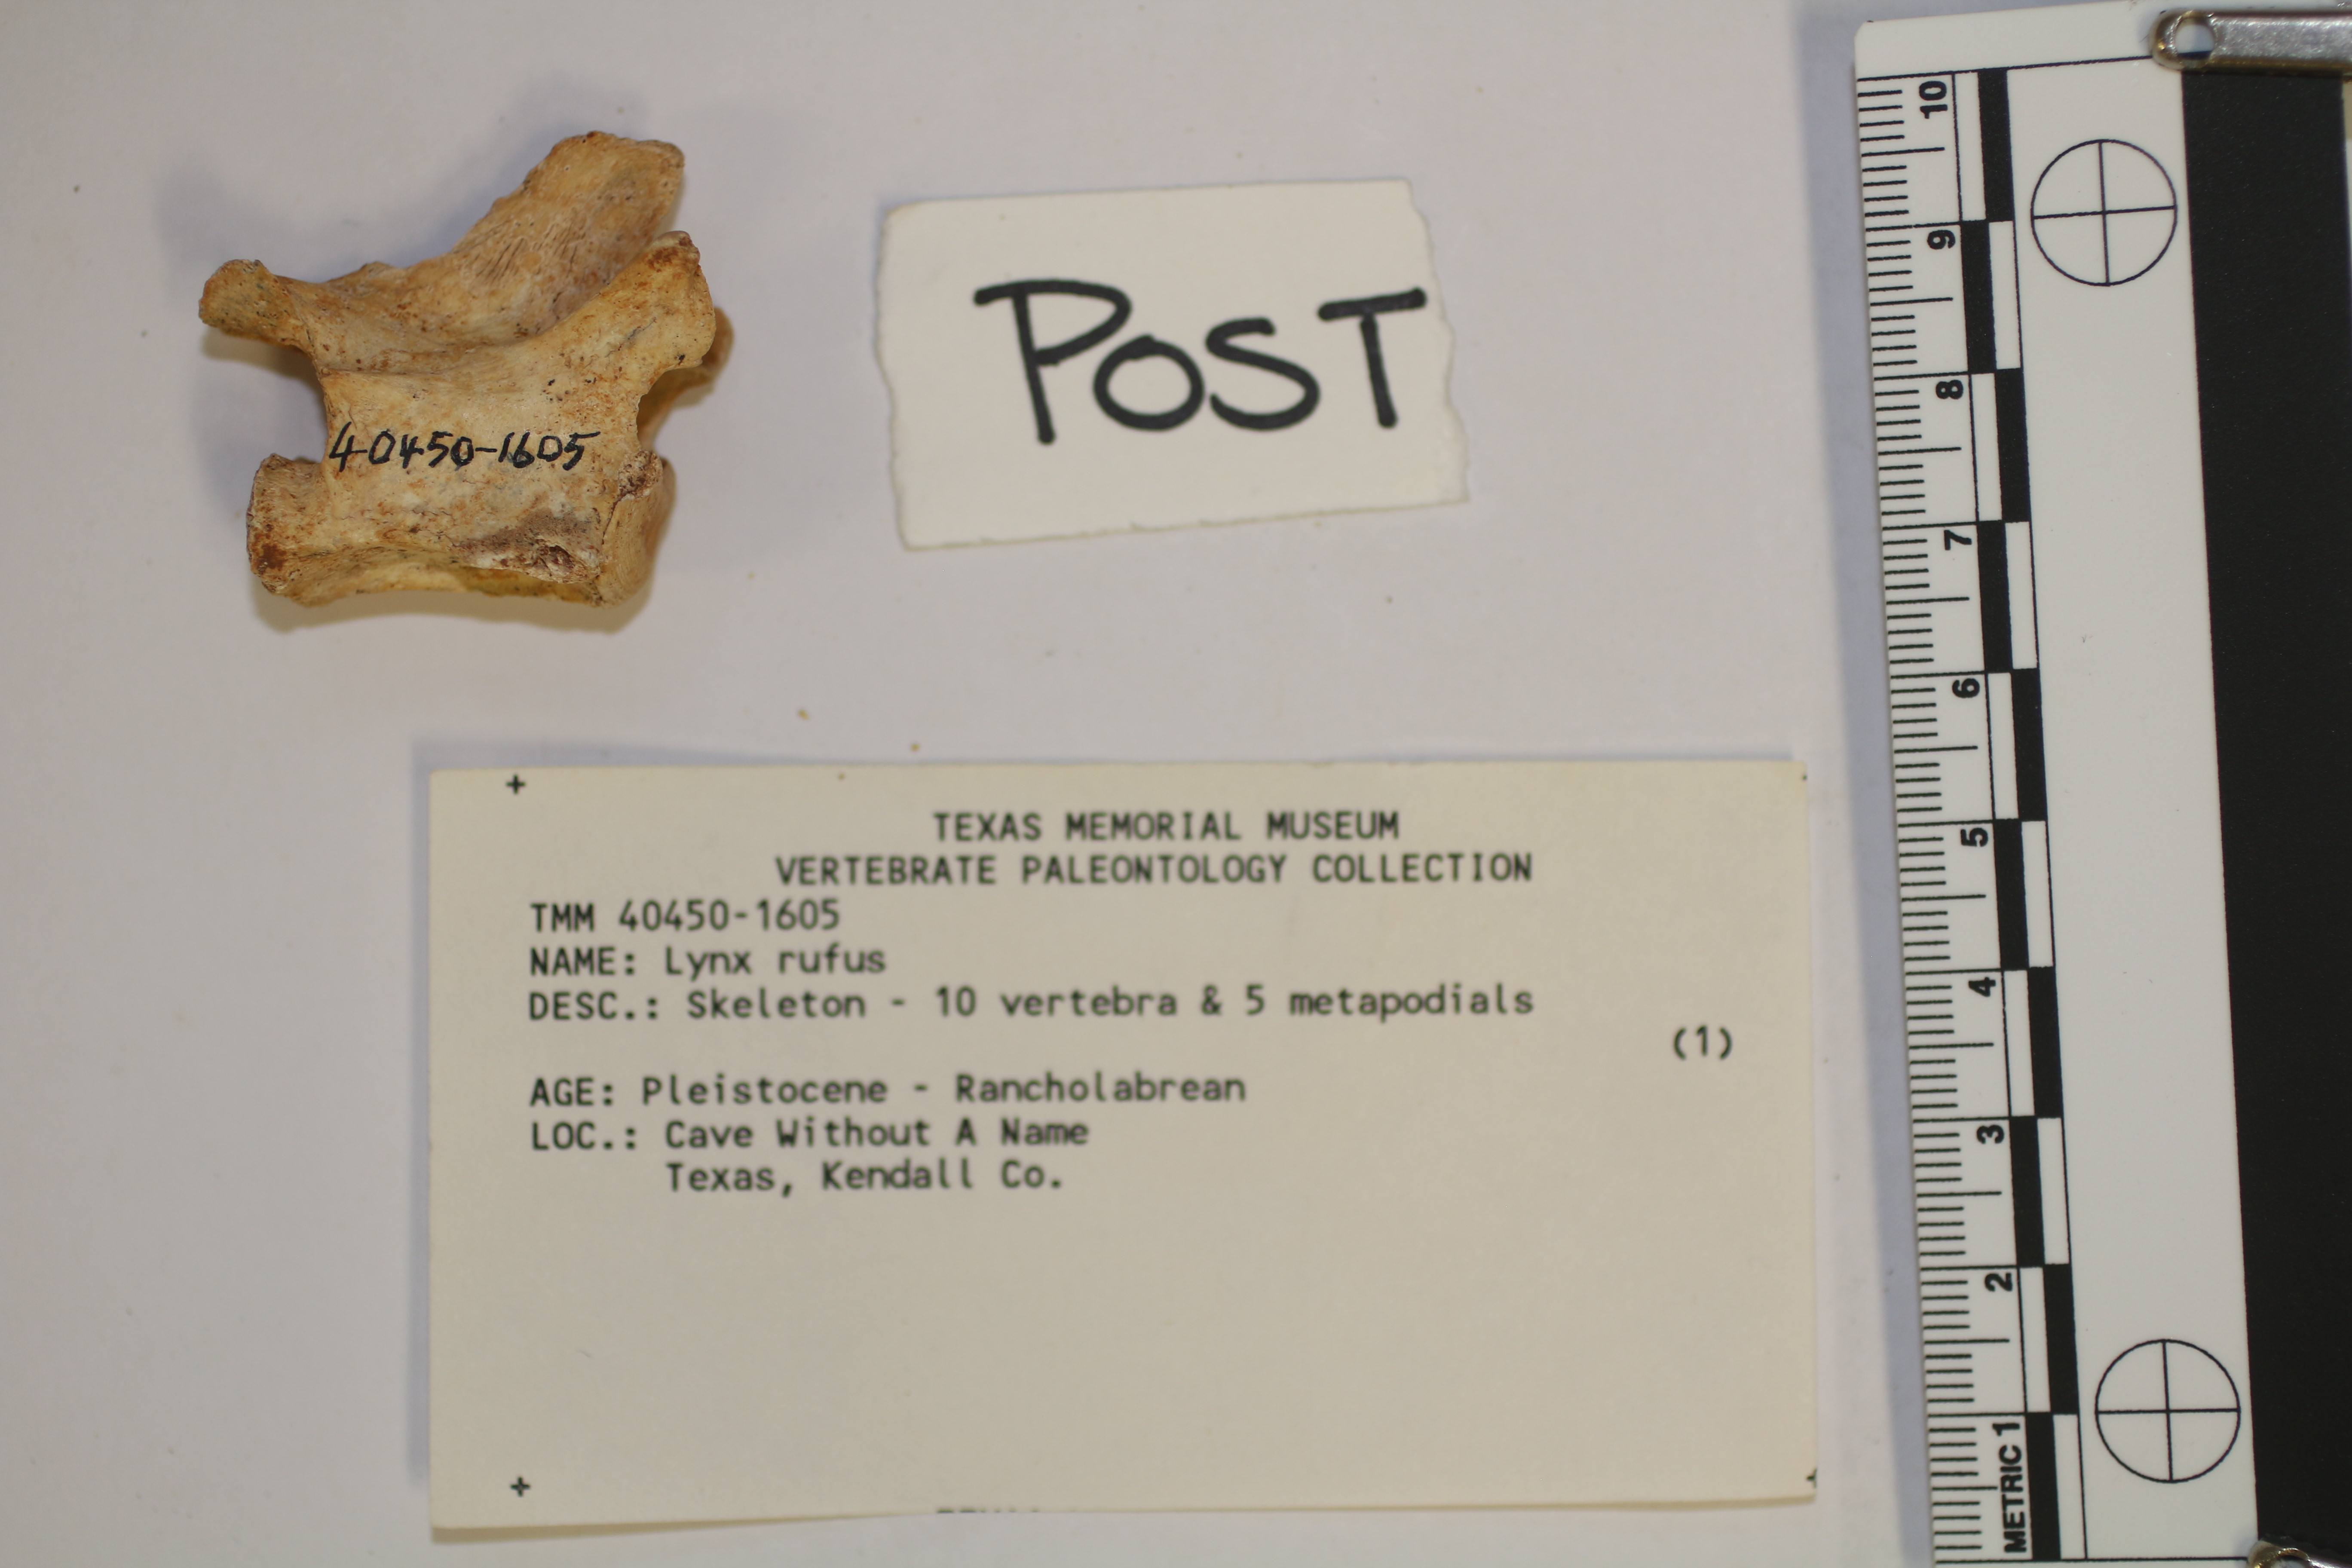 40450-1605
POST
TEXAS MEMORIAL MUSEUM
VERTEBRATE PALEONTOLOGY COLLECTION
TMM 40450-1605
NAME: Lynx rufus
DESC.: Skeleton - 10 vertebra & 5 metapodials
(1)
AGE: Pleistocene - Rancholabrean
LOC.: Cave Without A Name
Texas, Kendall Co.
10
9
8
7
6
5
4
3
2
METRIC 1